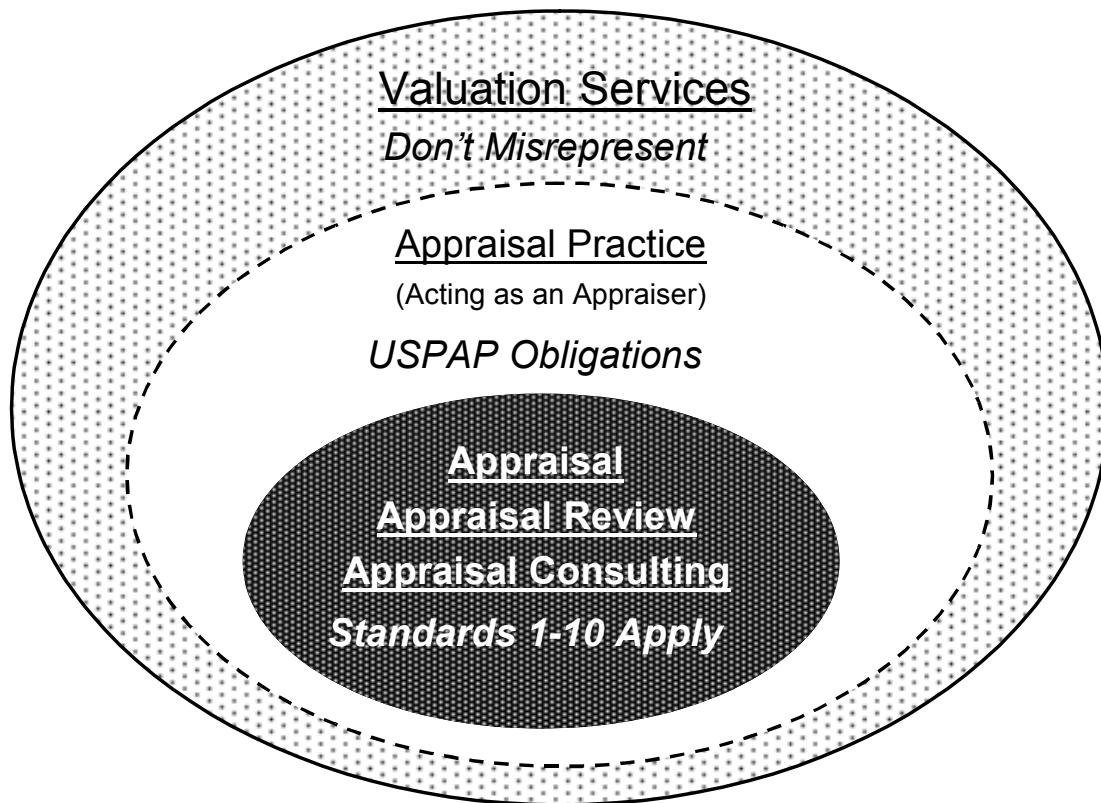 Valuation Services
Don’t Misrepresent
Appraisal Practice
(Acting as an Appraiser)
USPAP Obligations
Appraisal
Appraisal Review
Appraisal Consulting
Standards 1-10 Apply